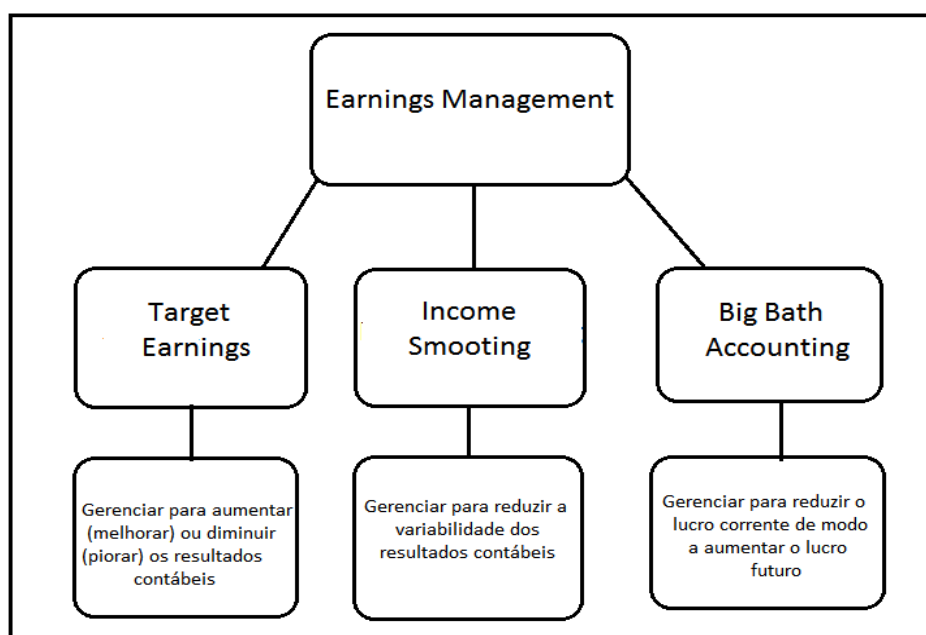 Earnings Management
Target
Earnings
Income
Smooting
Big Bath
Accounting
Gerenciar para aumentar
(melhorar) ou diminuir
(piorar) os resultados
contábeis
Gerenciar para reduzir a
variabilidade dos
resultados contábeis
Gerenciar para reduzir o
lucro corrente de modo
a aumentar o lucro
futuro